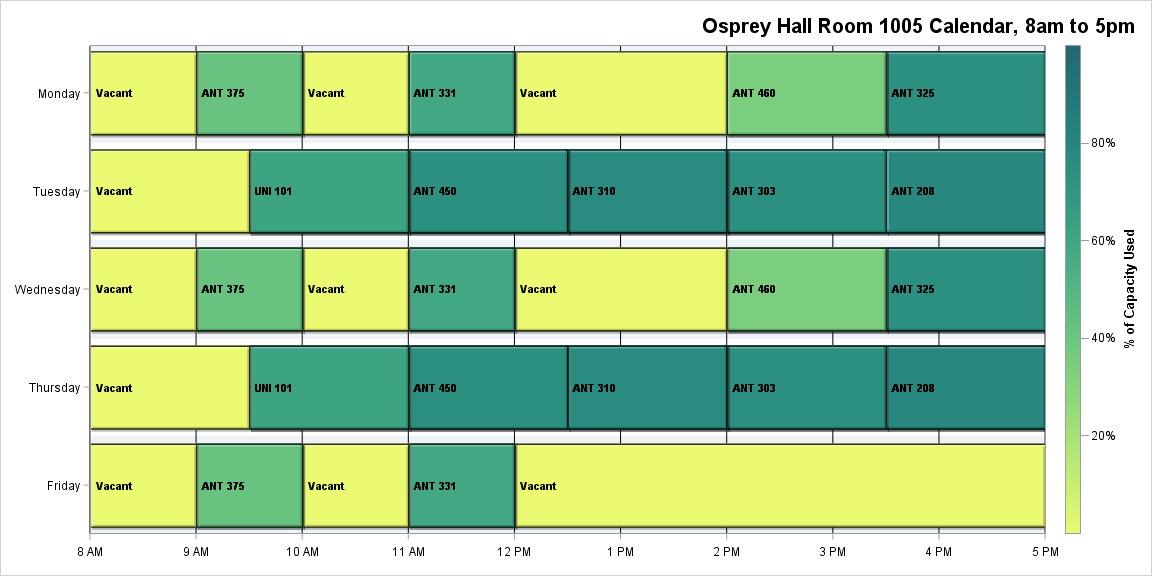 Osprey Hall Room 1005 Calendar, 8am to 5pm
Monday
Vacant
ANT 375
Vacant
ANT 331
Vacant
ANT 460
ANT 325
Tuesday
Vacant
UNI 101
ANT 450
ANT 310
ANT 303
ANT 208
Wednesday
Vacant
ANT 375
Vacant
ANT 331
Vacant
ANT 460
ANT 325
Thursday
Vacant
UNI 101
ANT 450
ANT 310
ANT 303
ANT 208
Friday
Vacant
ANT 375
Vacant
ANT 331
Vacant
8 AM
9 AM
10 AM
11 AM
12 PM
1 PM
2 PM
3 PM
4 PM
5 PM
80%
60%
40%
20%
% of Capacity Used